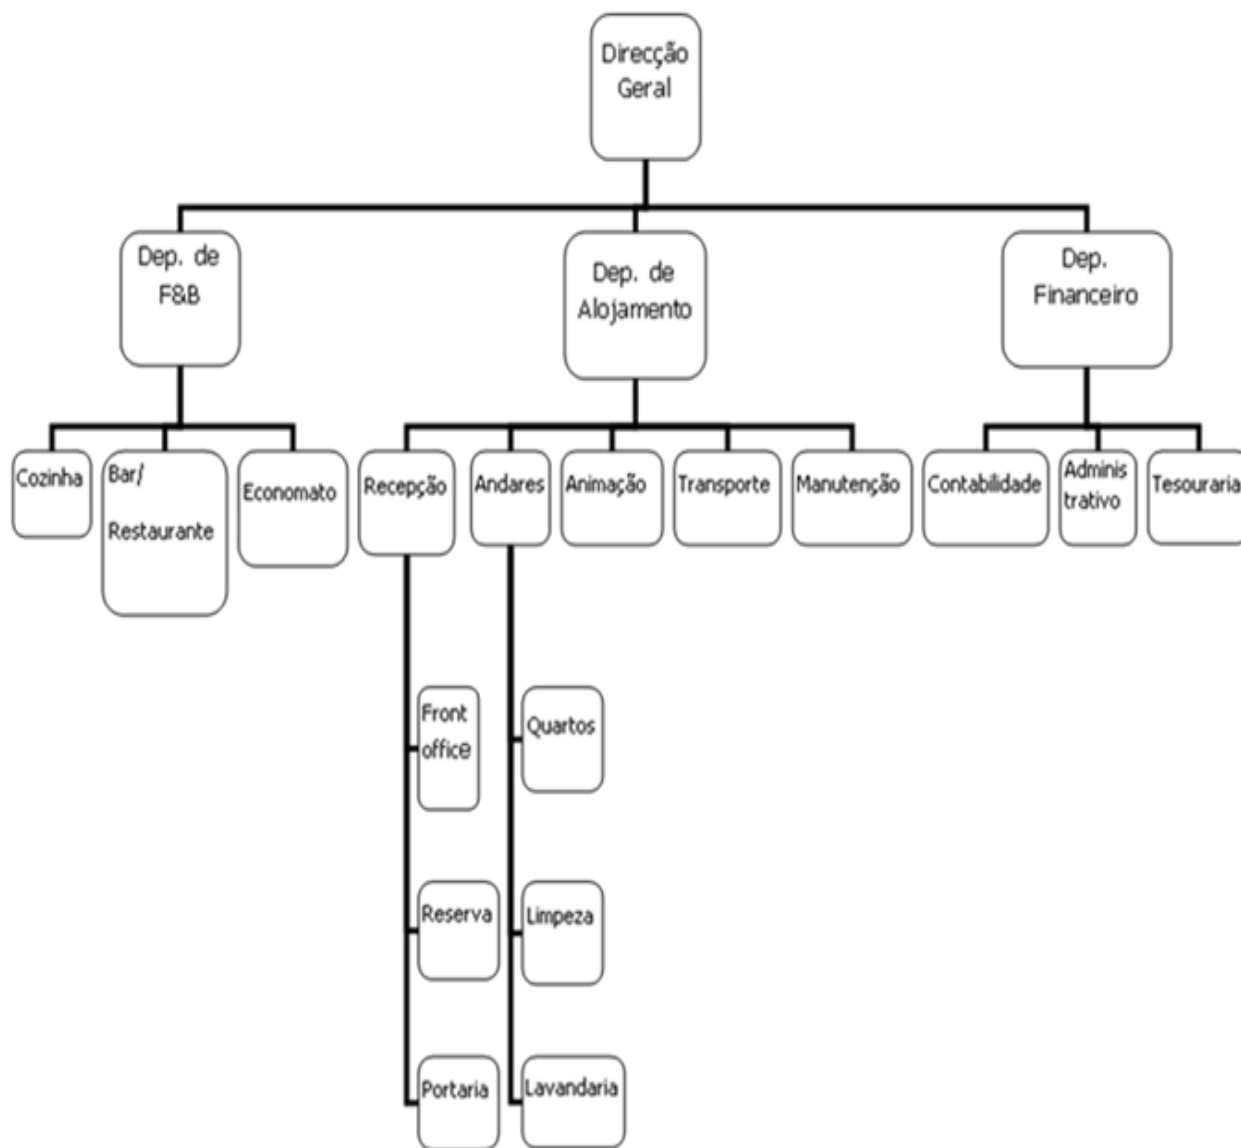 Direcção
Geral
Dep. de
F&B
Dep. de
Alojamento
Dep.
Financeiro
Cozinha
Bar/
Restaurante
Economato
Recepção
Andares
Animação
Transporte
Manutenção
Contabilidade
Adminis
trativo
Tesouraria
Front
office
Quartos
Reserva
Limpeza
Portaria
Lavandaria